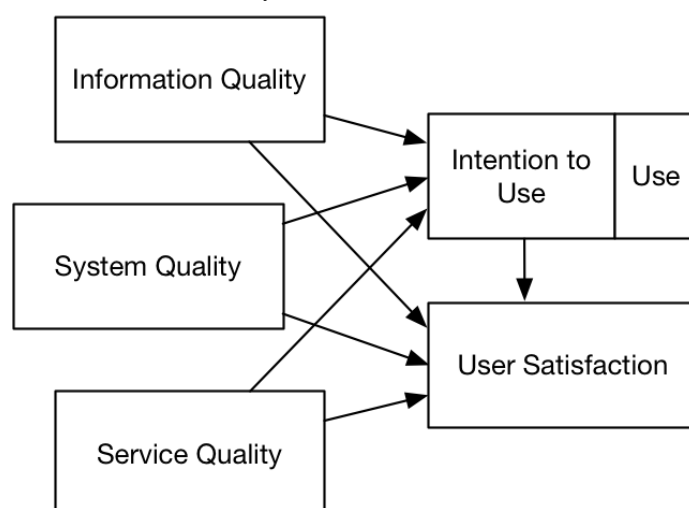 Information Quality
Intention to
Use
Use
System Quality
User Satisfaction
Service Quality